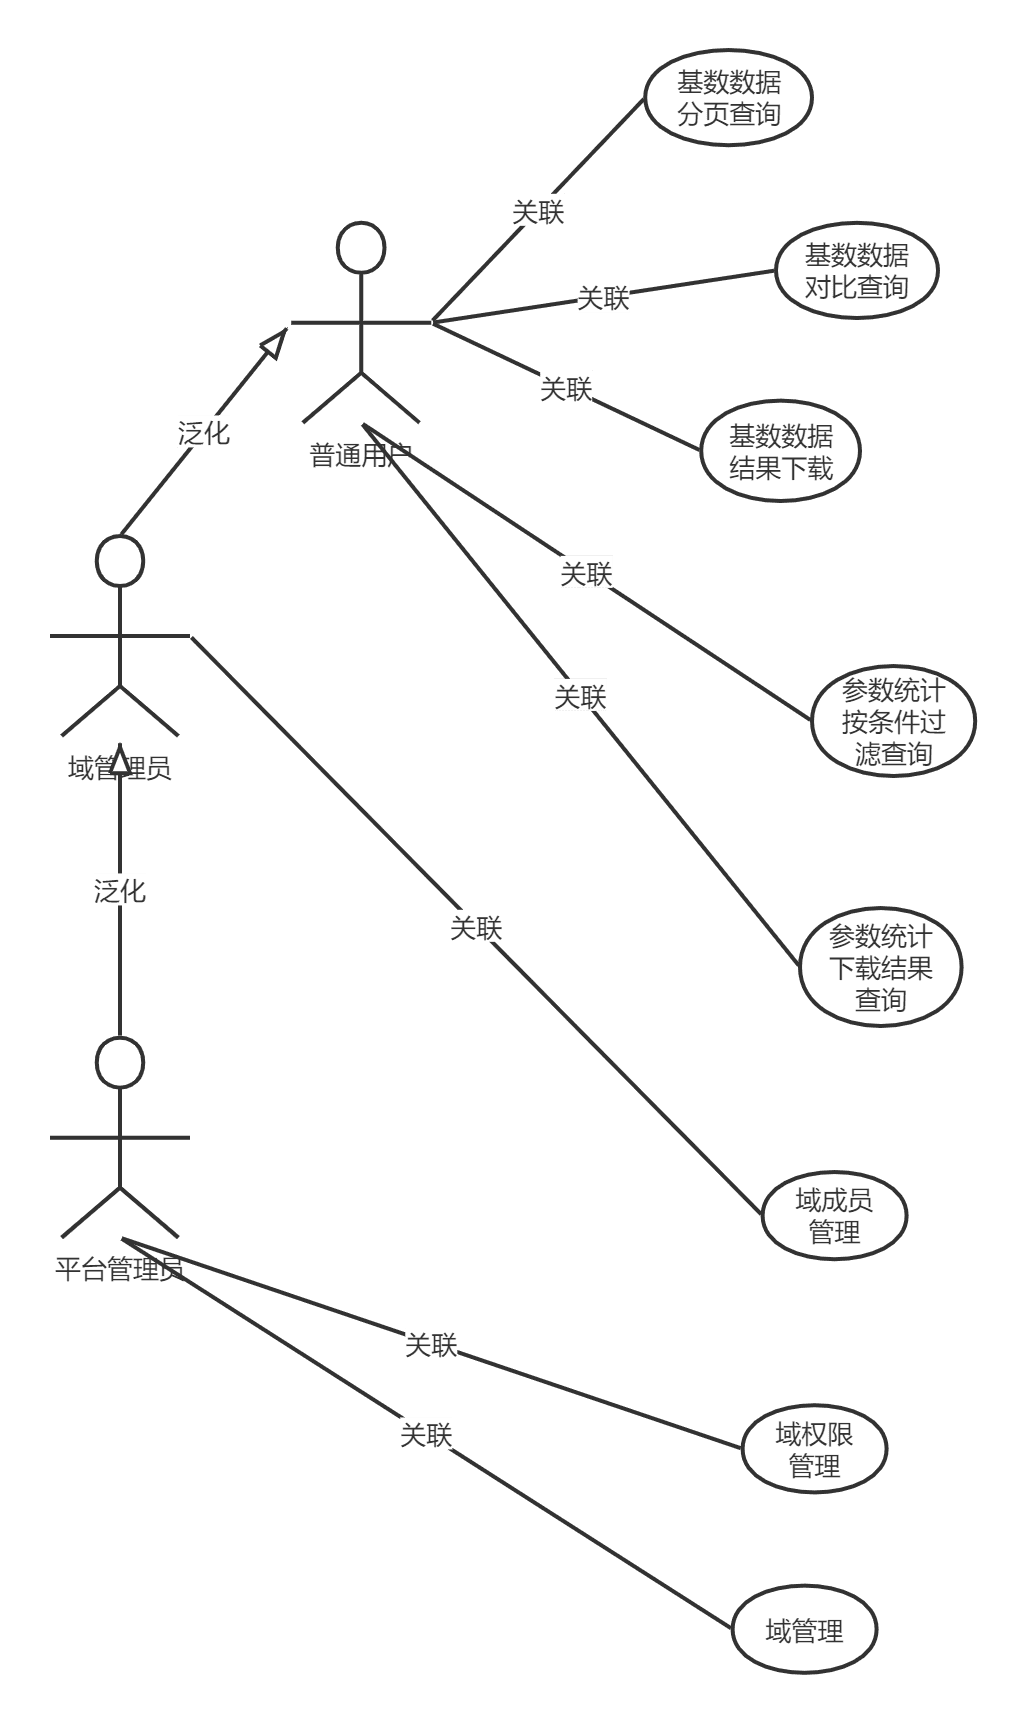 基数数据
分页查询
关联
基数数据
对比查询
关联
关联
泛化
基数数据
结果下载
普通用户
关联
参数统计
按条件过
滤查询
关联
域管理员
泛化
关联
参数统计
下载结果
查询
域成员
管理
平台管理员
关联
关联
域权限
管理
域管理